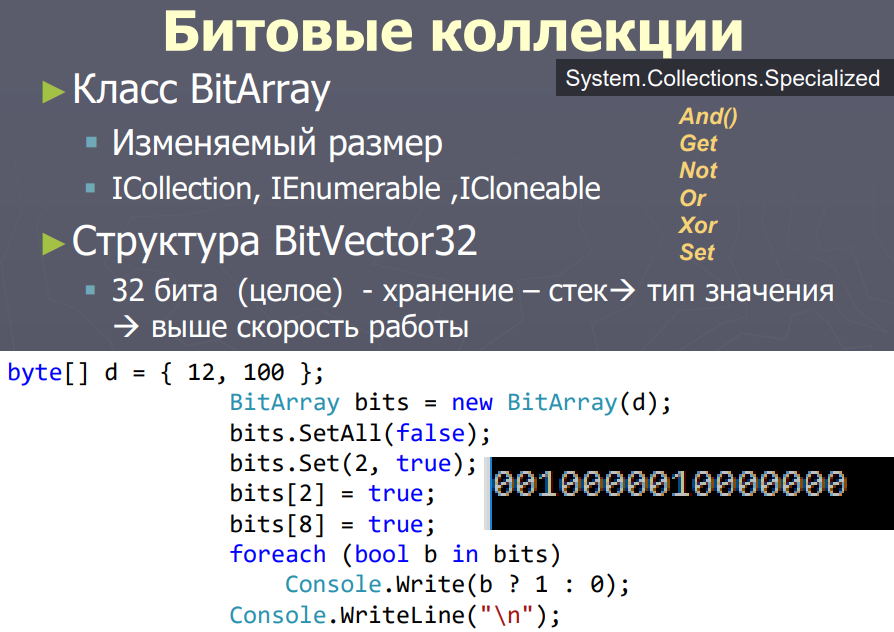 Битовые коллекции
System.Collections.Specialized
►Класс BitArray
▪ Изменяемый размер
▪ ICollection, IEnumerable ,ICloneable
And()
Get
Not
Or
Xor
Set
►Структура BitVector32
▪ 32 бита (целое) - хранение – стек→ тип значения
→ выше скорость работы
byte[] d = { 12, 100 };
BitArray bits = new BitArray(d);
bits.SetAll(false);
bits.Set(2, true);
bits[2] = true;
bits[8] = true;
foreach (bool b in bits)
Console.Write(b ? 1 : 0);
Console.WriteLine("\n");
0010000010000000